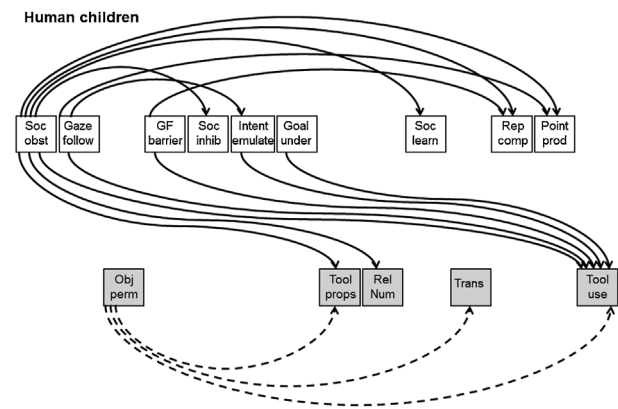 Human children
Soc
obst
Gaze
follow
GF
barrier
Soc
inhib
Intent
emulate
Goal
under
Soc
learn
Rep
comp
Point
prod
Obj
perm
Tool
props
Rel
Num
Trans
Tool
use